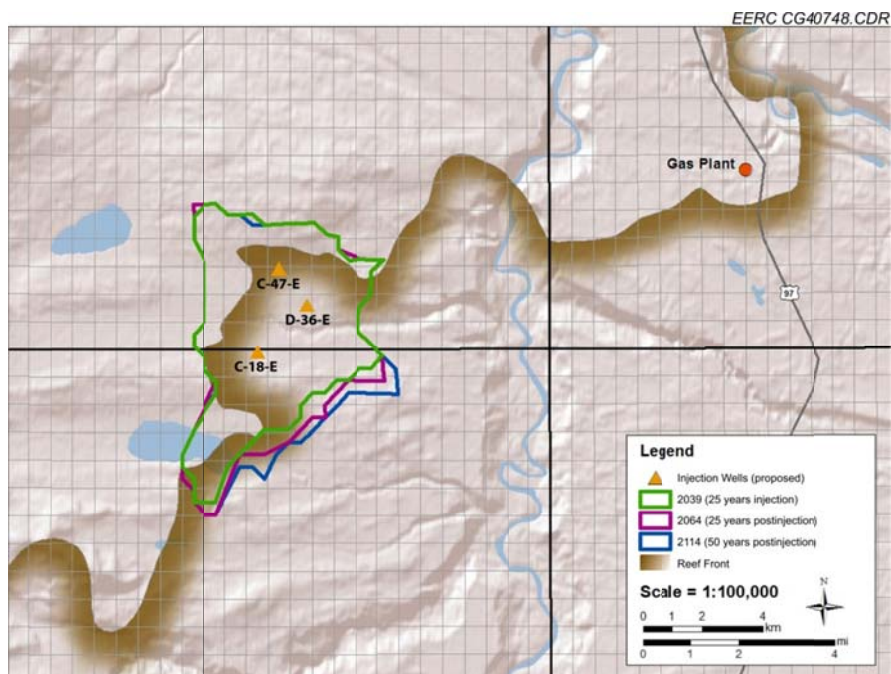 EERC CG40748.CDR
Gas Plant
C-47-E
D-36-E
97
C-18-E
Legend
Injection Wells (proposed)
2039 (25 years injection)
2064 (25 years postinjection)
2114 (50 years postinjection)
Reef Front
Scale = 1:100,000
N
0 1 2 4
km
mi
0 1 2 4